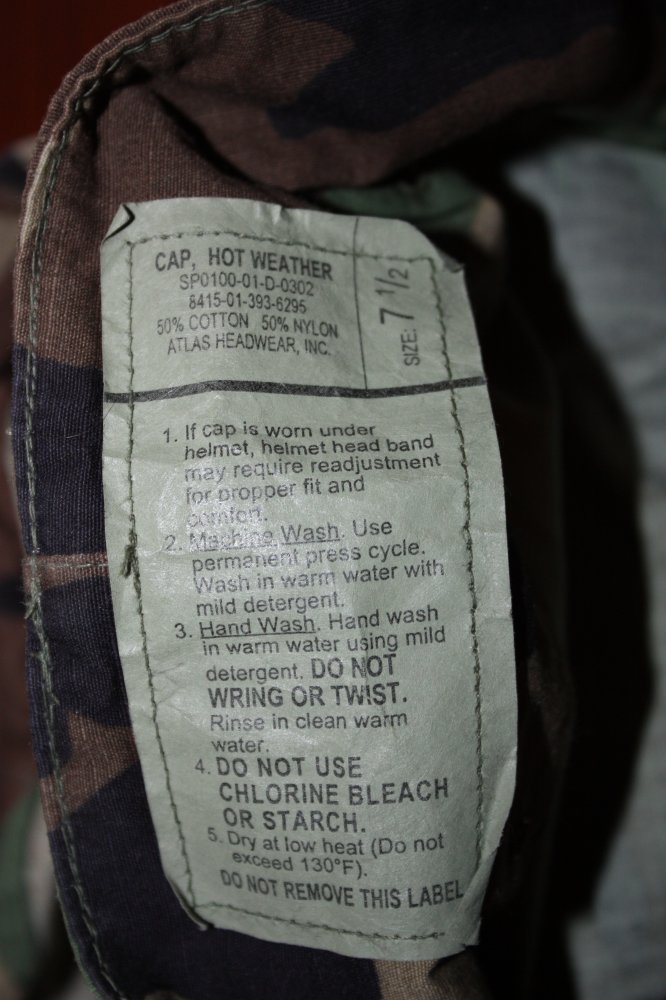 CAP, HOT WEATHER
SP0100-01-D-0302
8415-01-393-6295
50% COTTON 50% NYLON
ATLAS HEADWEAR, INC.
SIZE: 7 1/2
1. If cap is worn under
helmet, helmet head band
may require readjustment
for propper fit and
comfort.
2. Machine Wash. Use
permanent press cycle.
Wash in warm water with
mild detergent.
3. Hand Wash. Hand wash
in warm water using mild
detergent. DO NOT
WRING OR TWIST.
Rinse in clean warm
water.
4. DO NOT USE
CHLORINE BLEACH
OR STARCH.
5. Dry at low heat (Do not
exceed 130°F).
DO NOT REMOVE THIS LABEL